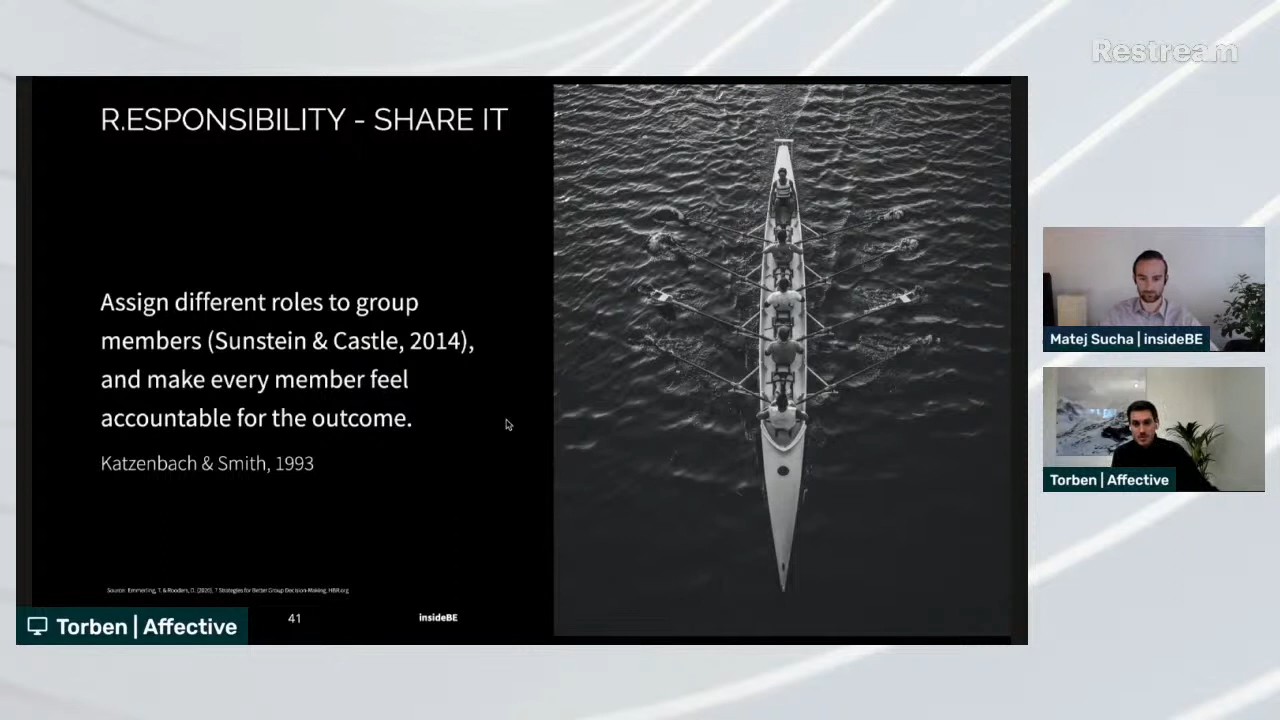 Restream
R.ESPONSIBILITY - SHARE IT
Assign different roles to group
members (Sunstein & Castle, 2014),
and make every member feel
accountable for the outcome.
Katzenbach & Smith, 1993
Source: Emmerling, T. & Rooders, D. (2020), 7 Strategies for Better Group Decision-Making, HBR.org
41
insideBE
Torben | Affective
Matej Sucha | insideBE
Torben | Affective